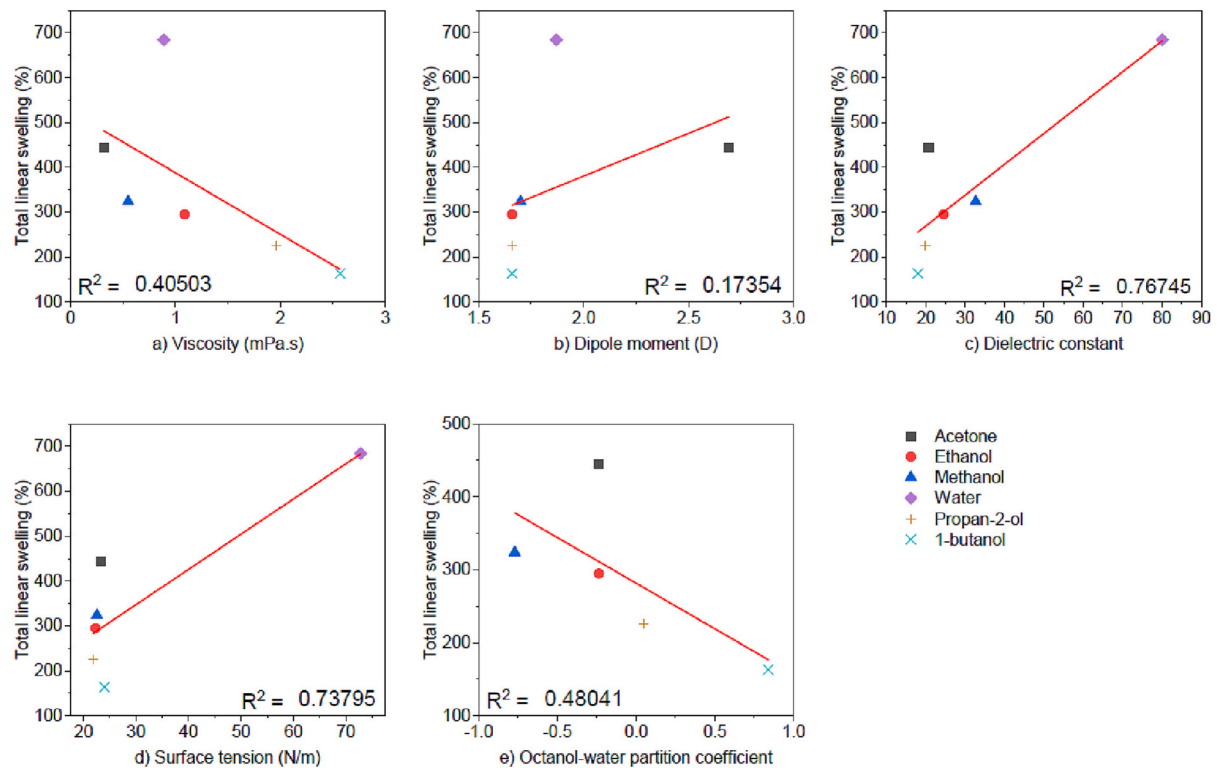 Total linear swelling (%)
700
600
500
400
300
200
100
R² = 0.40503
0 1 2 3
a) Viscosity (mPa.s)
Total linear swelling (%)
700
600
500
400
300
200
100
R² = 0.17354
1.5 2.0 2.5 3.0
b) Dipole moment (D)
Total linear swelling (%)
700
600
500
400
300
200
100
R² = 0.76745
10 20 30 40 50 60 70 80 90
c) Dielectric constant
Total linear swelling (%)
700
600
500
400
300
200
100
R² = 0.73795
20 30 40 50 60 70
d) Surface tension (N/m)
Total linear swelling (%)
500
400
300
200
100
R² = 0.48041
-1.0 -0.5 0.0 0.5 1.0
e) Octanol-water partition coefficient
Acetone
Ethanol
Methanol
Water
Propan-2-ol
1-butanol